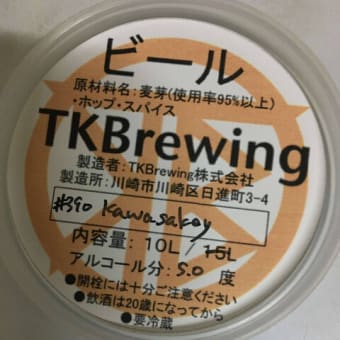 ビール
原材料名：麦芽(使用率95%以上)
・ホップ・スパイス
TKBrewing
製造者：TKBrewing株式会社
製造所：川崎市川崎区日進町3-4
#390 kawasakoy
内容量：10L/15L
アルコール分：5.0 度
●開栓には十分ご注意ください
●飲酒は20歳になってから
●要冷蔵